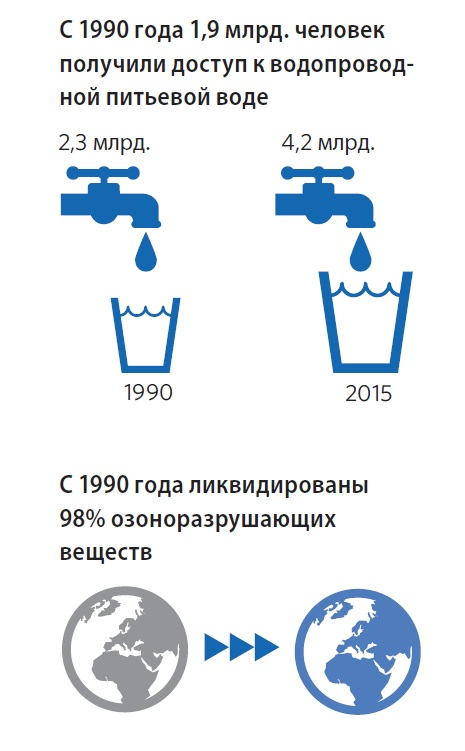 С 1990 года 1,9 млрд. человек
получили доступ к водопровод-
ной питьевой воде
2,3 млрд.
4,2 млрд.
1990
2015
С 1990 года ликвидированы
98% озоноразрушающих
веществ